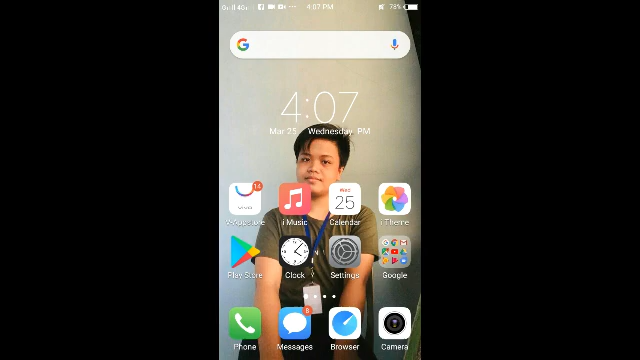 4:07 PM 78%
4:07
Mar 25 Wednesday PM
14
Wed
25
V-Appstore i Music Calendar i Theme
Play Store Clock Settings Google
8
Phone Messages Browser Camera